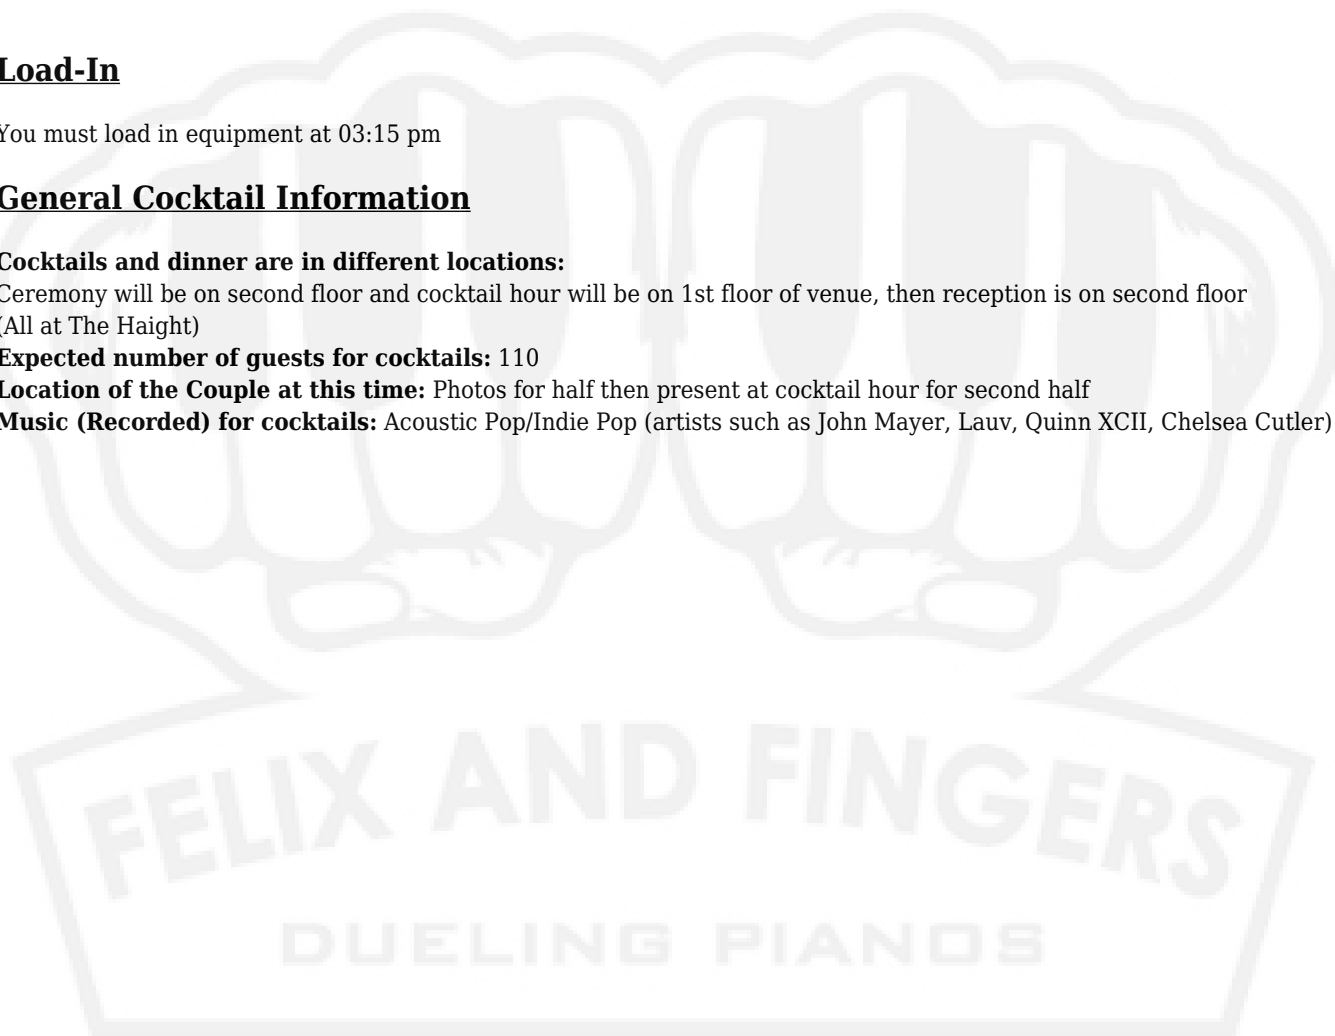 Load-In
You must load in equipment at 03:15 pm
General Cocktail Information
Cocktails and dinner are in different locations:
Ceremony will be on second floor and cocktail hour will be on 1st floor of venue, then reception is on second floor
(All at The Haight)
Expected number of guests for cocktails: 110
Location of the Couple at this time: Photos for half then present at cocktail hour for second half
Music (Recorded) for cocktails: Acoustic Pop/Indie Pop (artists such as John Mayer, Lauv, Quinn XCII, Chelsea Cutler)
FELIX AND FINGERS
DUELING PIANOS